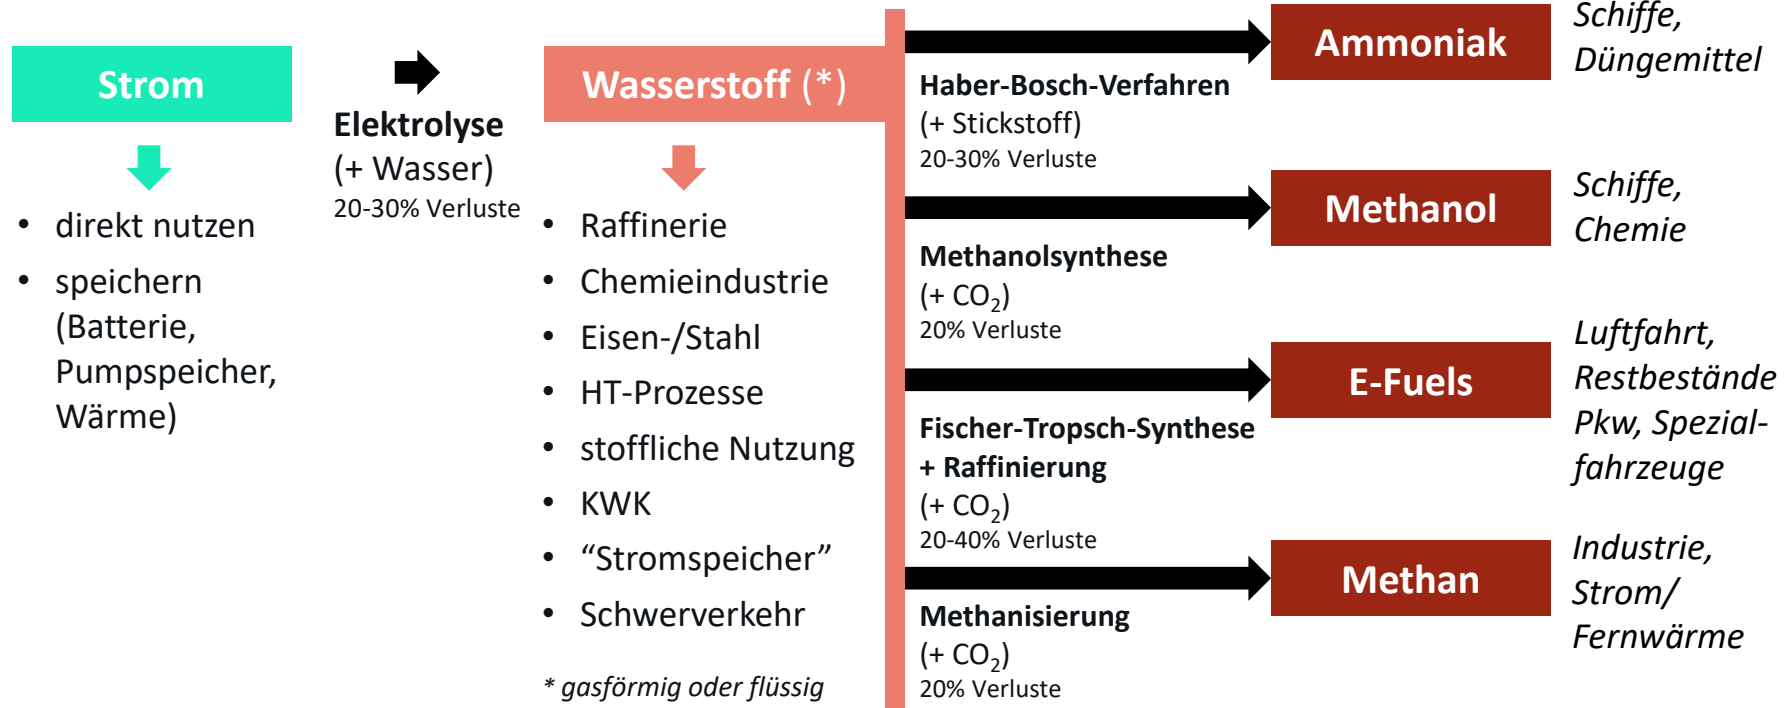 Strom
direkt nutzen
speichern
(Batterie,
Pumpspeicher,
Wärme)
Elektrolyse
(+ Wasser)
20-30% Verluste
Wasserstoff (*)
Raffinerie
Chemieindustrie
Eisen-/Stahl
HT-Prozesse
stoffliche Nutzung
KWK
“Stromspeicher”
Schwerverkehr
* gasförmig oder flüssig
Haber-Bosch-Verfahren
(+ Stickstoff)
20-30% Verluste
Ammoniak
Schiffe,
Düngemittel
Methanolsynthese
(+ CO₂)
20% Verluste
Methanol
Schiffe,
Chemie
Fischer-Tropsch-Synthese
+ Raffinierung
(+ CO₂)
20-40% Verluste
E-Fuels
Luftfahrt,
Restbestände
Pkw, Spezial-
fahrzeuge
Methanisierung
(+ CO₂)
20% Verluste
Methan
Industrie,
Strom/
Fernwärme